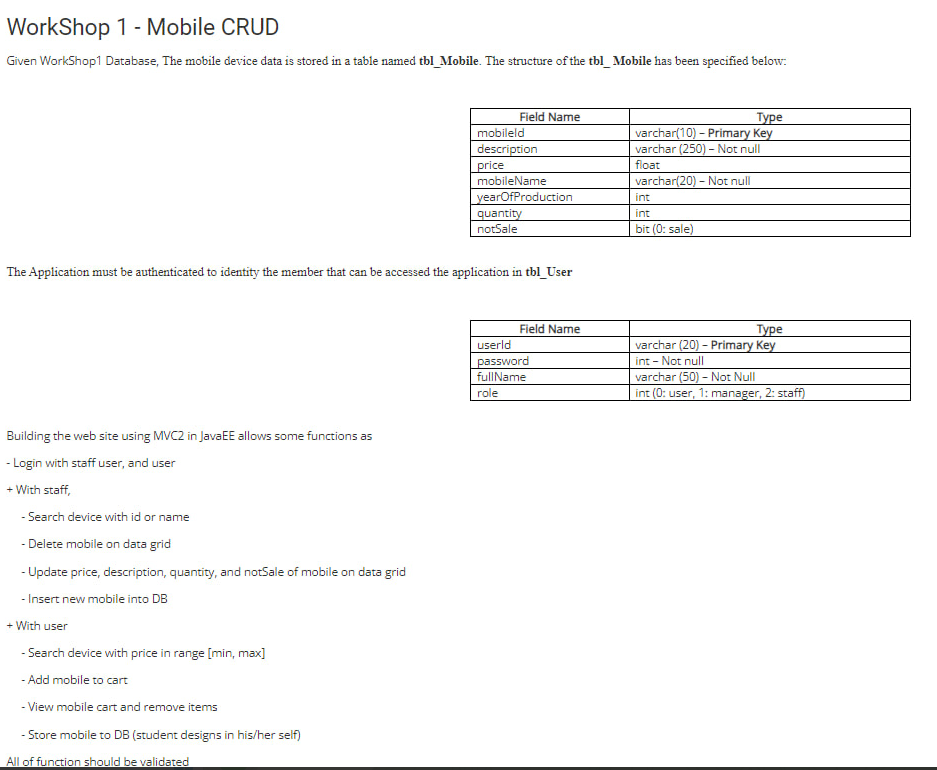 WorkShop 1 - Mobile CRUD
Given WorkShop1 Database, The mobile device data is stored in a table named tbl_Mobile. The structure of the tbl_ Mobile has been specified below:
Field Name Type
mobileId varchar(10) – Primary Key
description varchar (250) – Not null
price float
mobileName varchar(20) – Not null
yearOfProduction int
quantity int
notSale bit (0: sale)
The Application must be authenticated to identity the member that can be accessed the application in tbl_User
Field Name Type
userId varchar (20) – Primary Key
password int – Not null
fullName varchar (50) – Not Null
role int (0: user, 1: manager, 2: staff)
Building the web site using MVC2 in JavaEE allows some functions as
- Login with staff user, and user
+ With staff,
- Search device with id or name
- Delete mobile on data grid
- Update price, description, quantity, and notSale of mobile on data grid
- Insert new mobile into DB
+ With user
- Search device with price in range [min, max]
- Add mobile to cart
- View mobile cart and remove items
- Store mobile to DB (student designs in his/her self)
All of function should be validated